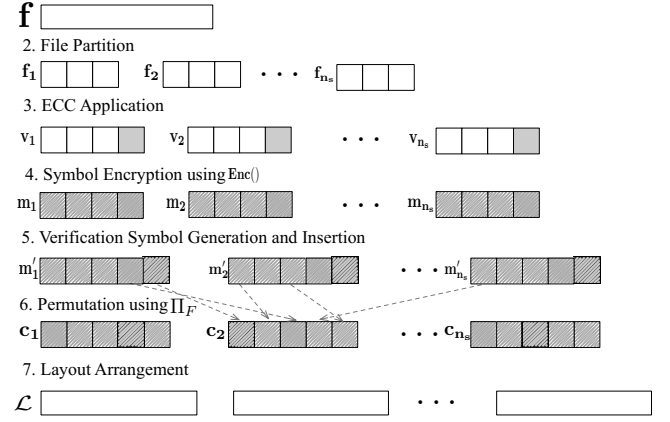 f
2. File Partition
f₁ f₂ · · · fₙₛ
3. ECC Application
v₁ v₂ · · · vₙₛ
4. Symbol Encryption using Enc()
m₁ m₂ · · · mₙₛ
5. Verification Symbol Generation and Insertion
m′₁ m′₂ · · · m′ₙₛ
6. Permutation using Π_F
c₁ c₂ · · · cₙₛ
7. Layout Arrangement
ℒ · · ·